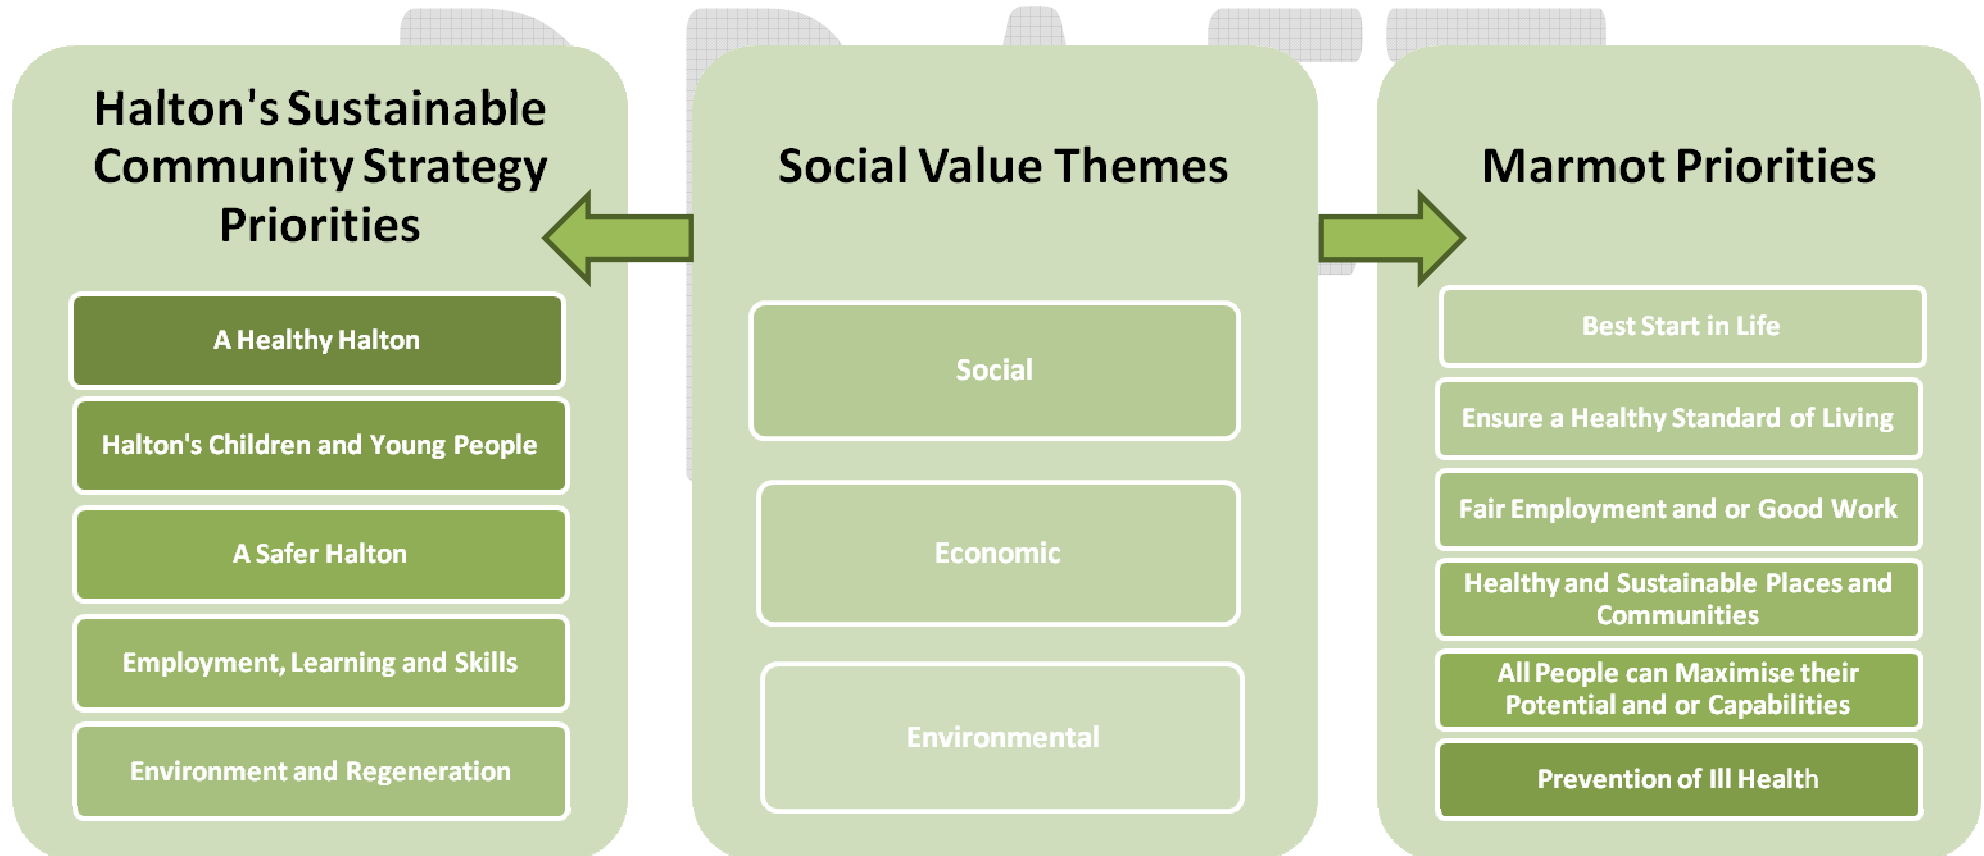 Halton's Sustainable
Community Strategy
Priorities
A Healthy Halton
Halton's Children and Young People
A Safer Halton
Employment, Learning and Skills
Environment and Regeneration
Social Value Themes
Social
Economic
Environmental
Marmot Priorities
Best Start in Life
Ensure a Healthy Standard of Living
Fair Employment and or Good Work
Healthy and Sustainable Places and
Communities
All People can Maximise their
Potential and or Capabilities
Prevention of Ill Health